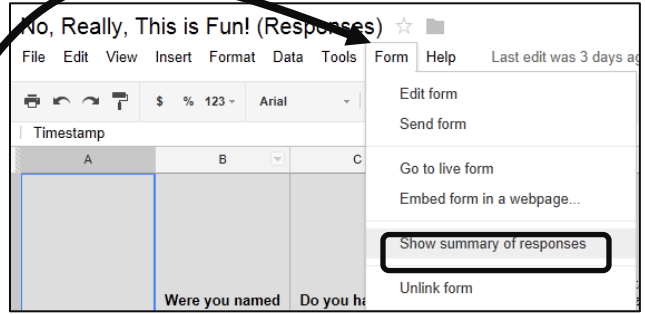 No, Really, This is Fun! (Responses)
File Edit View Insert Format Data Tools Form Help Last edit was 3 days
$ % 123 Arial
Timestamp
A B C
Were you named Do you
Edit form
Send form
Go to live form
Embed form in a webpage...
Show summary of responses
Unlink form